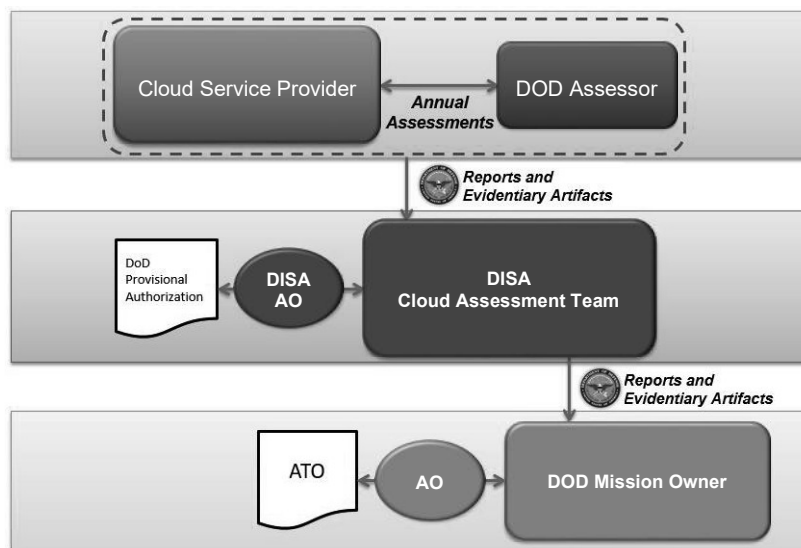 Cloud Service Provider
DOD Assessor
Annual
Assessments
Reports and
Evidentiary Artifacts
DoD
Provisional
Authorization
DISA
AO
DISA
Cloud Assessment Team
Reports and
Evidentiary Artifacts
ATO
AO
DOD Mission Owner